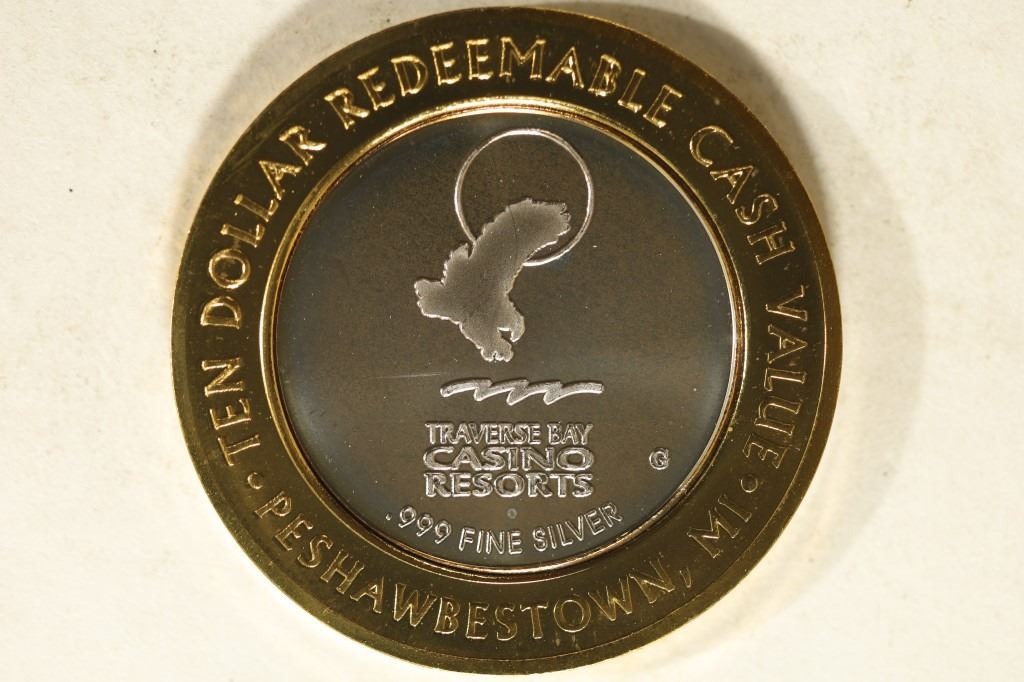 TEN DOLLAR REDEEMABLE CASH VALUE
TRAVERSE BAY
CASINO
RESORTS
G
.999 FINE SILVER
• PESHAWBESTOWN, MI •